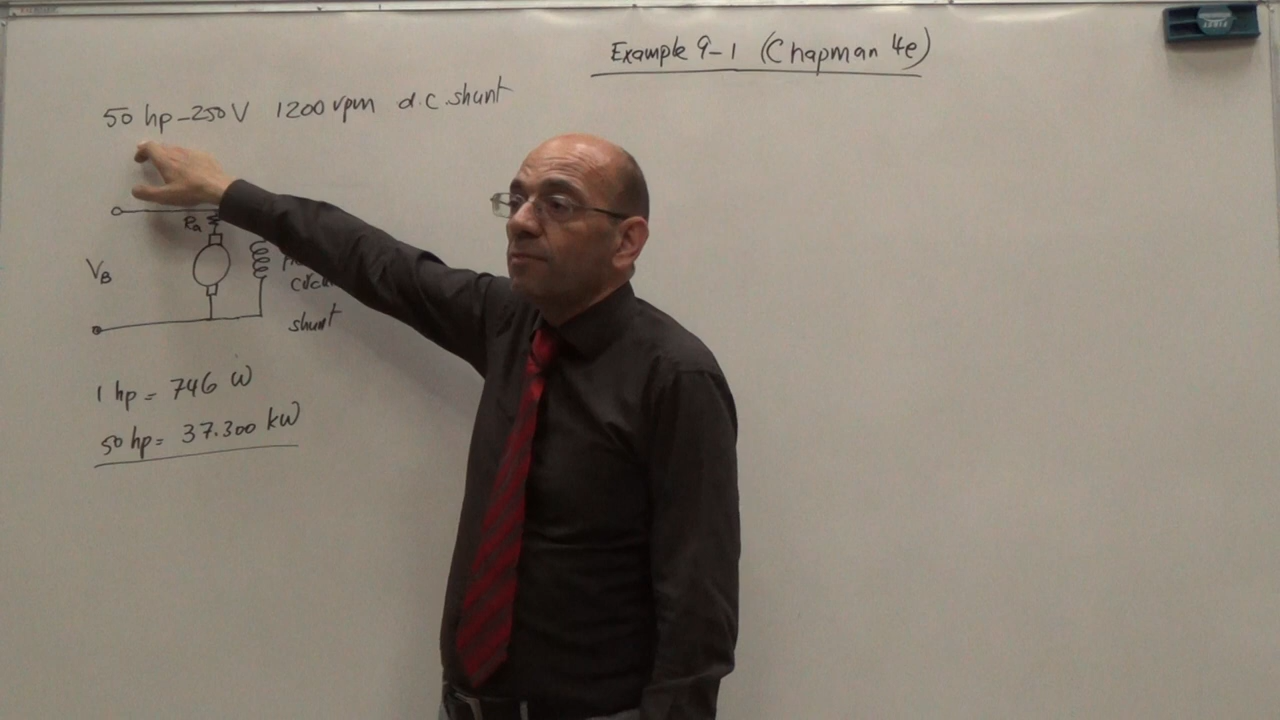 Example 9-1 (Chapman 4e)
50 hp - 250 V 1200 rpm d.c. shunt
Ra
VB
shunt
1 hp = 746 W
50 hp = 37.300 kW